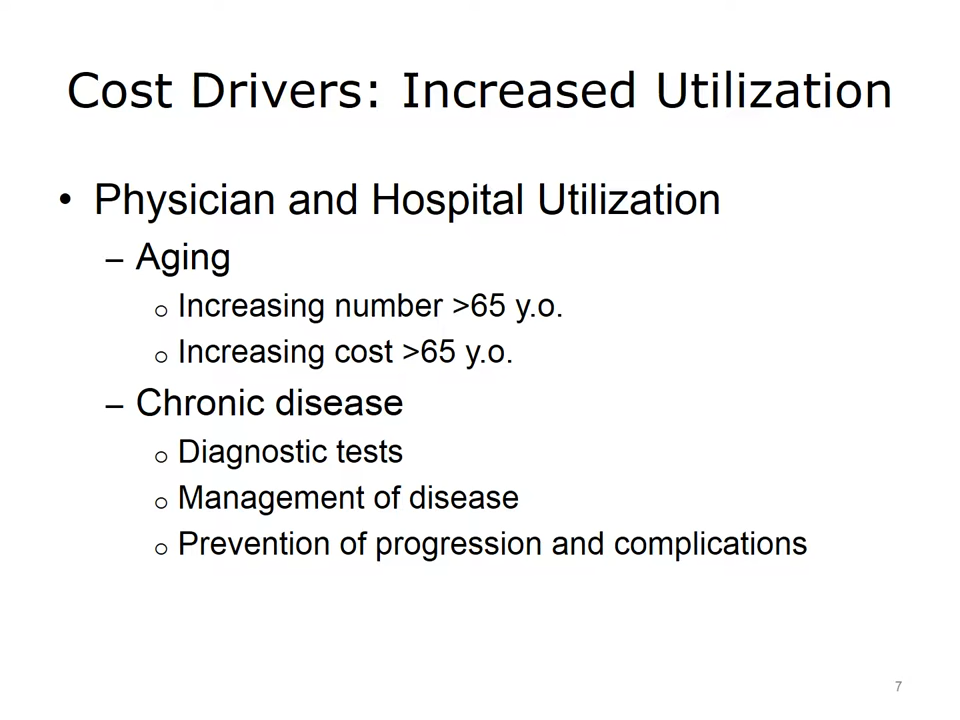 Cost Drivers: Increased Utilization
• Physician and Hospital Utilization
– Aging
o Increasing number >65 y.o.
o Increasing cost >65 y.o.
– Chronic disease
o Diagnostic tests
o Management of disease
o Prevention of progression and complications
7